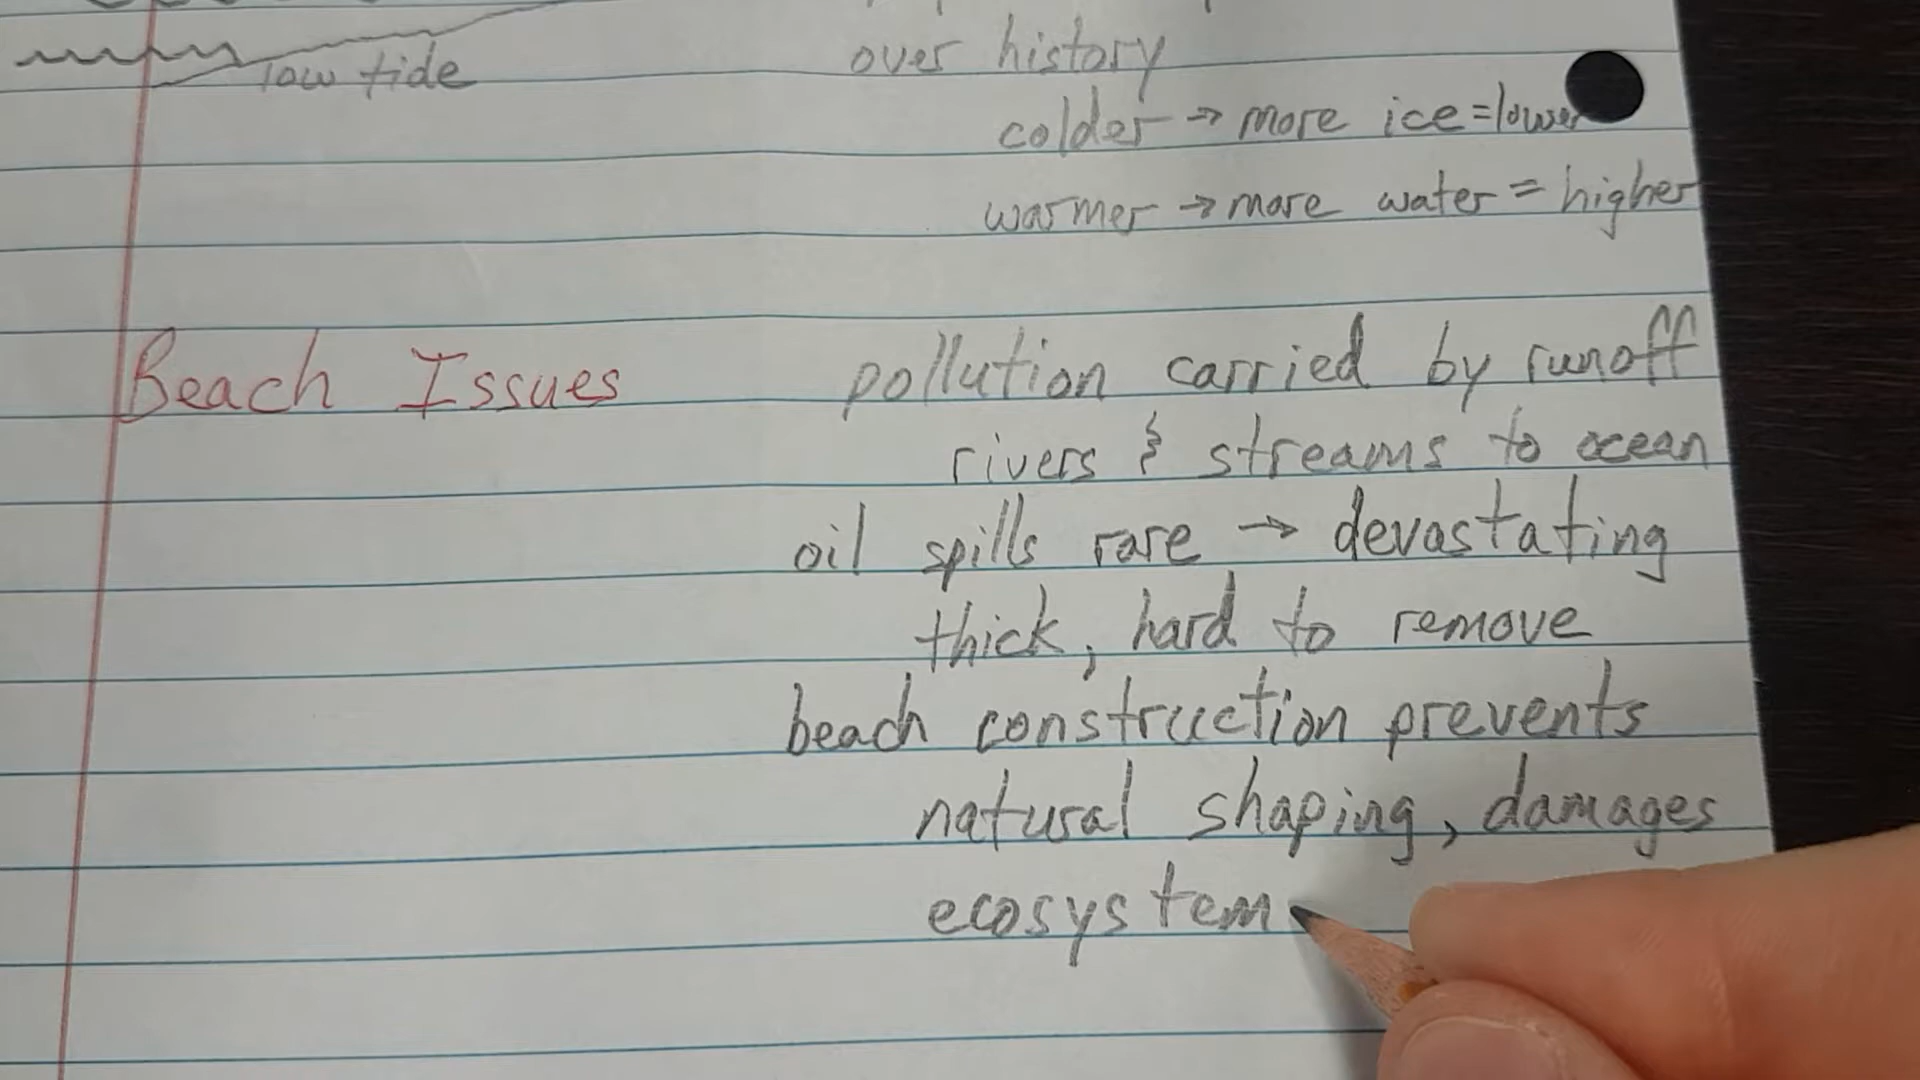 low tide
over history
colder → more ice = lower
warmer → more water = higher
Beach Issues
pollution carried by runoff
rivers & streams to ocean
oil spills rare → devastating
thick, hard to remove
beach construction prevents
natural shaping, damages
ecosystem